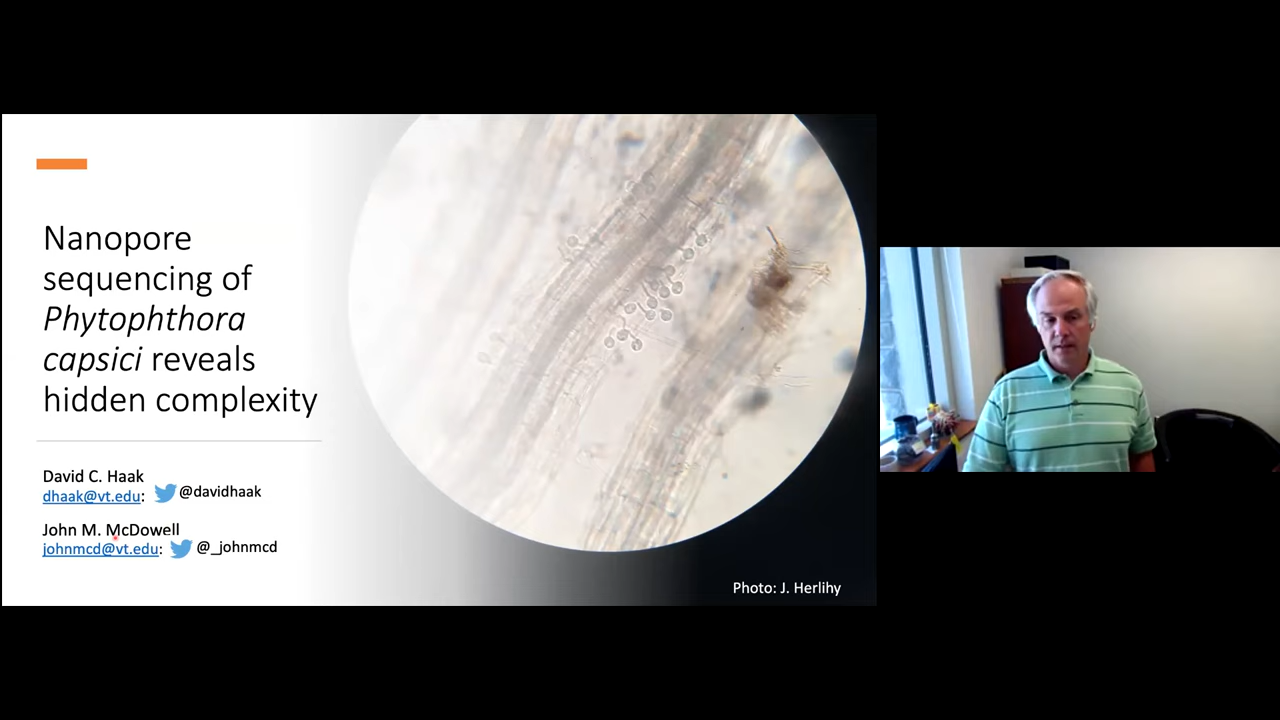 Nanopore
sequencing of
Phytophthora
capsici reveals
hidden complexity
David C. Haak
dhaak@vt.edu: @davidhaak
John M. McDowell
johnmcd@vt.edu: @_johnmcd
Photo: J. Herlihy